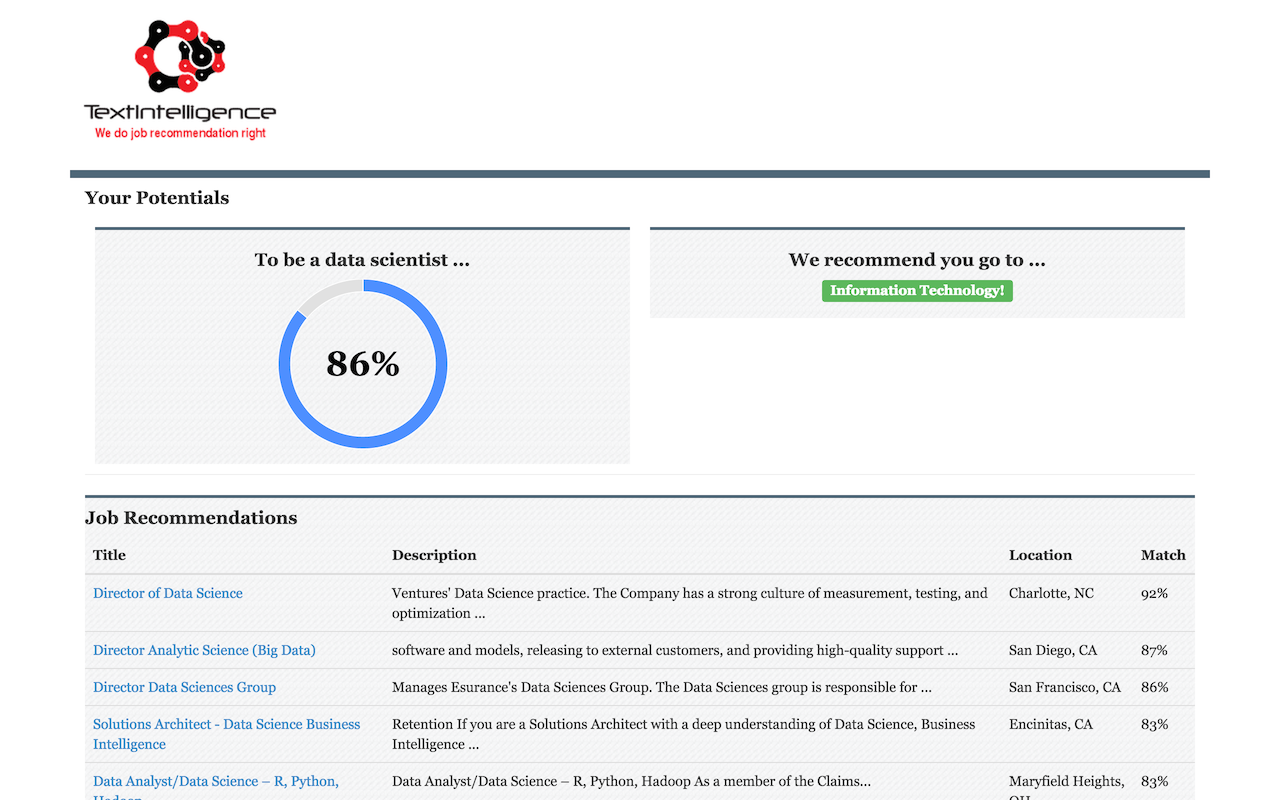 TextIntelligence
We do job recommendation right
Your Potentials
To be a data scientist ...
86%
We recommend you go to ...
Information Technology!
Job Recommendations
Title Description Location Match
Director of Data Science Ventures' Data Science practice. The Company has a strong culture of measurement, testing, and Charlotte, NC 92%
optimization ...
Director Analytic Science (Big Data) software and models, releasing to external customers, and providing high-quality support ... San Diego, CA 87%
Director Data Sciences Group Manages Esurance's Data Sciences Group. The Data Sciences group is responsible for ... San Francisco, CA 86%
Solutions Architect - Data Science Business Retention If you are a Solutions Architect with a deep understanding of Data Science, Business Encinitas, CA 83%
Intelligence Intelligence ...
Data Analyst/Data Science – R, Python, Data Analyst/Data Science – R, Python, Hadoop As a member of the Claims... Maryfield Heights, 83%
Hadoop OH